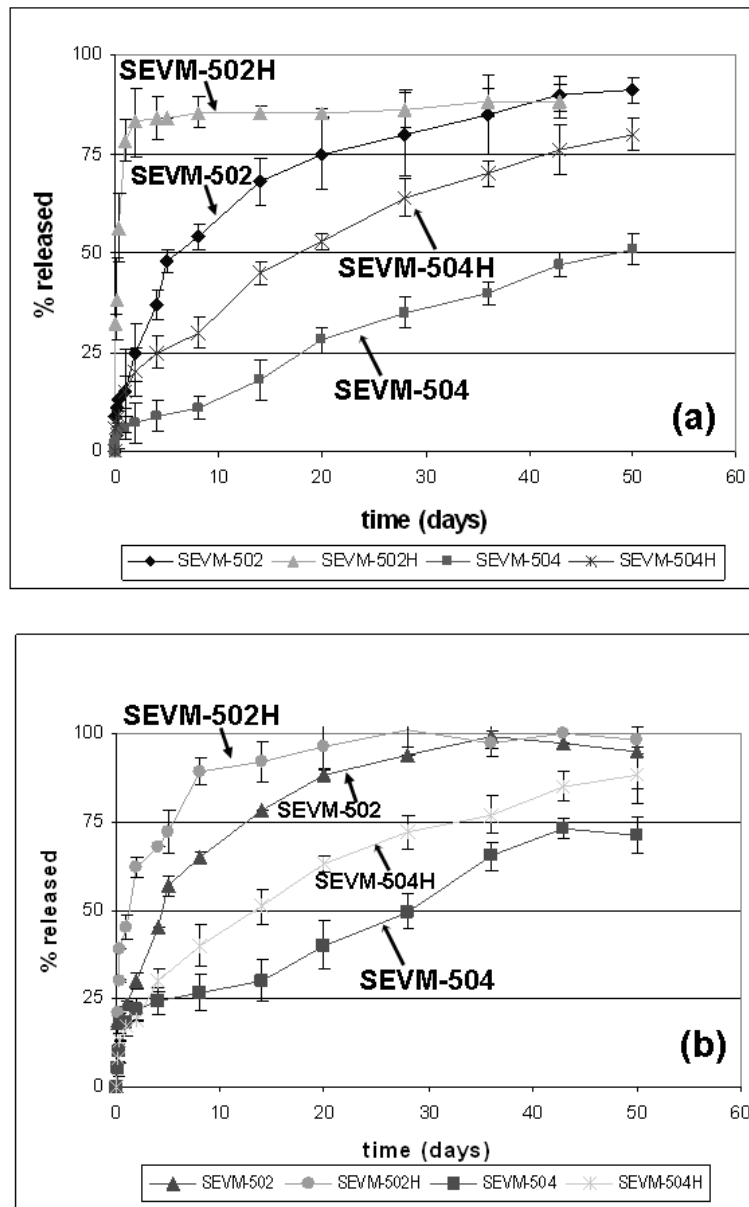 100
75
50
25
0
% released
SEVM-502H
SEVM-502
SEVM-504H
SEVM-504
(a)
0 10 20 30 40 50 60
time (days)
SEVM-502 SEVM-502H SEVM-504 SEVM-504H
100
75
50
25
0
% released
SEVM-502H
SEVM-502
SEVM-504H
SEVM-504
(b)
0 10 20 30 40 50 60
time (days)
SEVM-502 SEVM-502H SEVM-504 SEVM-504H